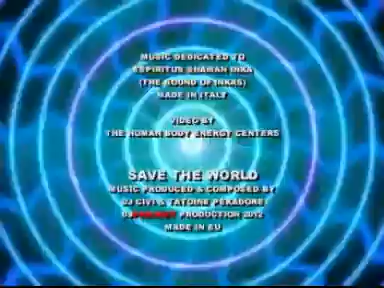 MUSIC DEDICATED TO
ESPIRITUS SHAMAN INKA
(THE SOUND OF INKAS)
MADE IN ITALY
VIDEO BY
THE HUMAN BODY ENERGY CENTERS
SAVE THE WORLD
MUSIC PRODUCED & COMPOSED BY
DJ CIVI & TATOINE PEKADORE
PRODUCTION 2012
MADE IN EU